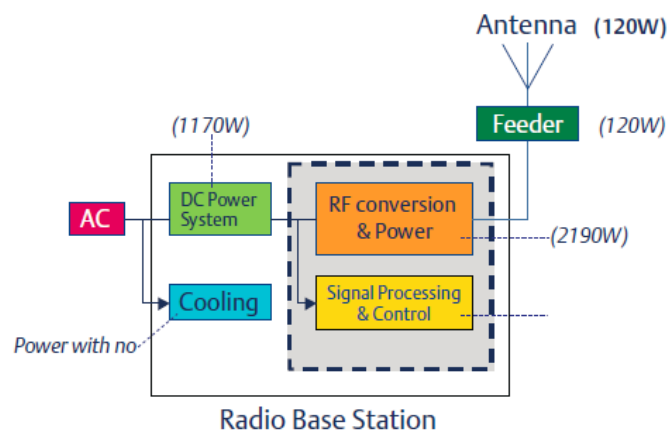 Antenna (120W)
Feeder (120W)
(1170W)
AC
DC Power
System
RF conversion
& Power
(2190W)
Cooling
Signal Processing
& Control
Power with no
Radio Base Station